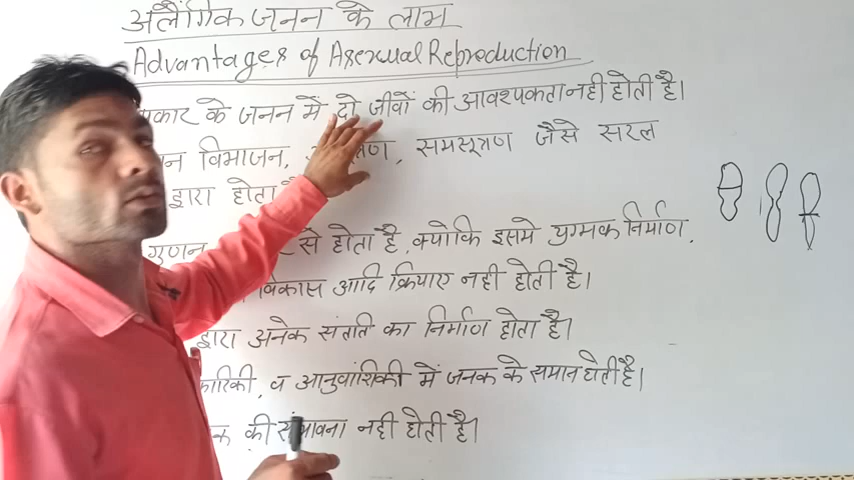 अलैंगिक जनन के लाभ
Advantages of Asexual Reproduction
के जनन में दो जीवों की आवश्यकता नही होती है।
विभाजन, समसूत्रण जैसे सरल
द्वारा होता है
गुणन से होता है, क्योकि इसमे युग्मक निर्माण,
विकास आदि क्रियाए नही होती है।
द्वारा अनेक संतति का निर्माण होता है।
व आनुवांशिकी में जनक के समान होती है।
की संभावना नही होती है।